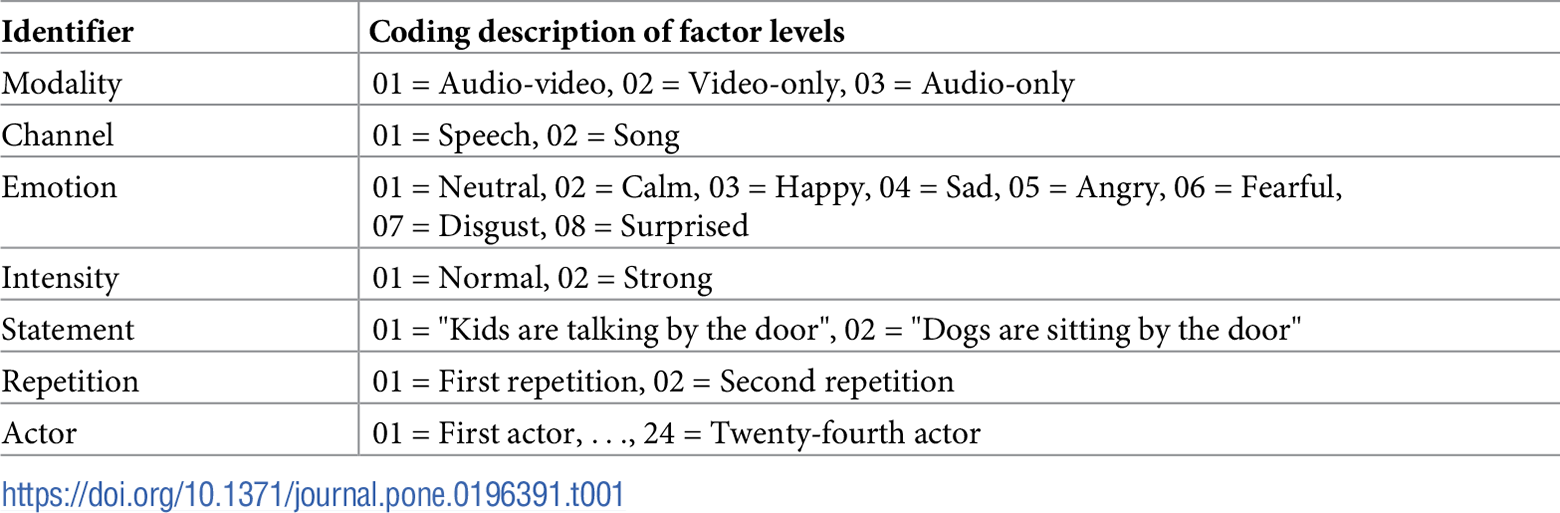 Identifier Coding description of factor levels
Modality 01 = Audio-video, 02 = Video-only, 03 = Audio-only
Channel 01 = Speech, 02 = Song
Emotion 01 = Neutral, 02 = Calm, 03 = Happy, 04 = Sad, 05 = Angry, 06 = Fearful,
07 = Disgust, 08 = Surprised
Intensity 01 = Normal, 02 = Strong
Statement 01 = "Kids are talking by the door", 02 = "Dogs are sitting by the door"
Repetition 01 = First repetition, 02 = Second repetition
Actor 01 = First actor, . . ., 24 = Twenty-fourth actor
https://doi.org/10.1371/journal.pone.0196391.t001